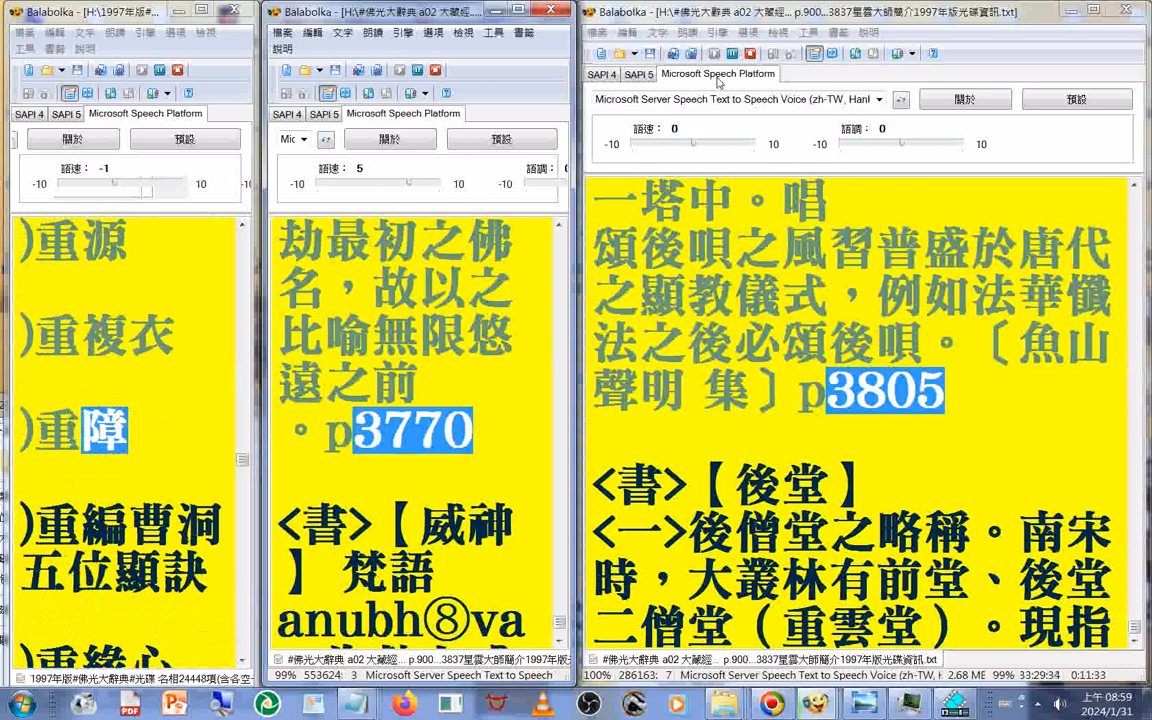 Balabolka - [H:\1997年版#...
檔案 編輯 文字 朗讀 引擎 選項 檢視
工具 書籤 說明
SAPI 4 SAPI 5 Microsoft Speech Platform
關於 預設
語速： -1
-10 10
)重源
)重複衣
)重障
)重編曹洞
五位顯訣
)重緣心
1997年版#佛光大辭典#光碟 名相24448項(含各空
Balabolka - [H:\#佛光大辭典 a02 大藏經...
檔案 編輯 文字 朗讀 引擎 選項 檢視 工具 書籤
說明
SAPI 4 SAPI 5 Microsoft Speech Platform
Mic 關於 預設
語速： 5
-10 10 -10
劫最初之佛
名，故以之
比喻無限悠
遠之前
。p3770
<書>【威神
】 梵語
anubh⑧va
#佛光大辭典 a02 大藏經... p.900...3837星雲大師簡介1997年版
99% 553624: 3 Microsoft Server Speech Text to Speech
Balabolka - [H:\#佛光大辭典 a02 大藏經... p.900...3837星雲大師簡介1997年版光碟資訊.txt]
檔案 編輯 文字 朗讀 引擎 選項 檢視 工具 書籤 說明
SAPI 4 SAPI 5 Microsoft Speech Platform
Microsoft Server Speech Text to Speech Voice (zh-TW, Hanl 關於 預設
語速： 0 語調： 0
-10 10 -10 10
一塔中。唱
頌後唄之風習普盛於唐代
之顯教儀式，例如法華懺
法之後必頌後唄。〔魚山
聲明 集〕p3805
<書>【後堂】
<一>後僧堂之略稱。南宋
時，大叢林有前堂、後堂
二僧堂（重雲堂）。現指
#佛光大辭典 a02 大藏經... p.900...3837星雲大師簡介1997年版光碟資訊.txt
100% 286163: 7 Microsoft Server Speech Text to Speech Voice (zh-TW, H 2.68 MB 99% 33:29:34 0:11:33
上午 08:59
2024/1/31